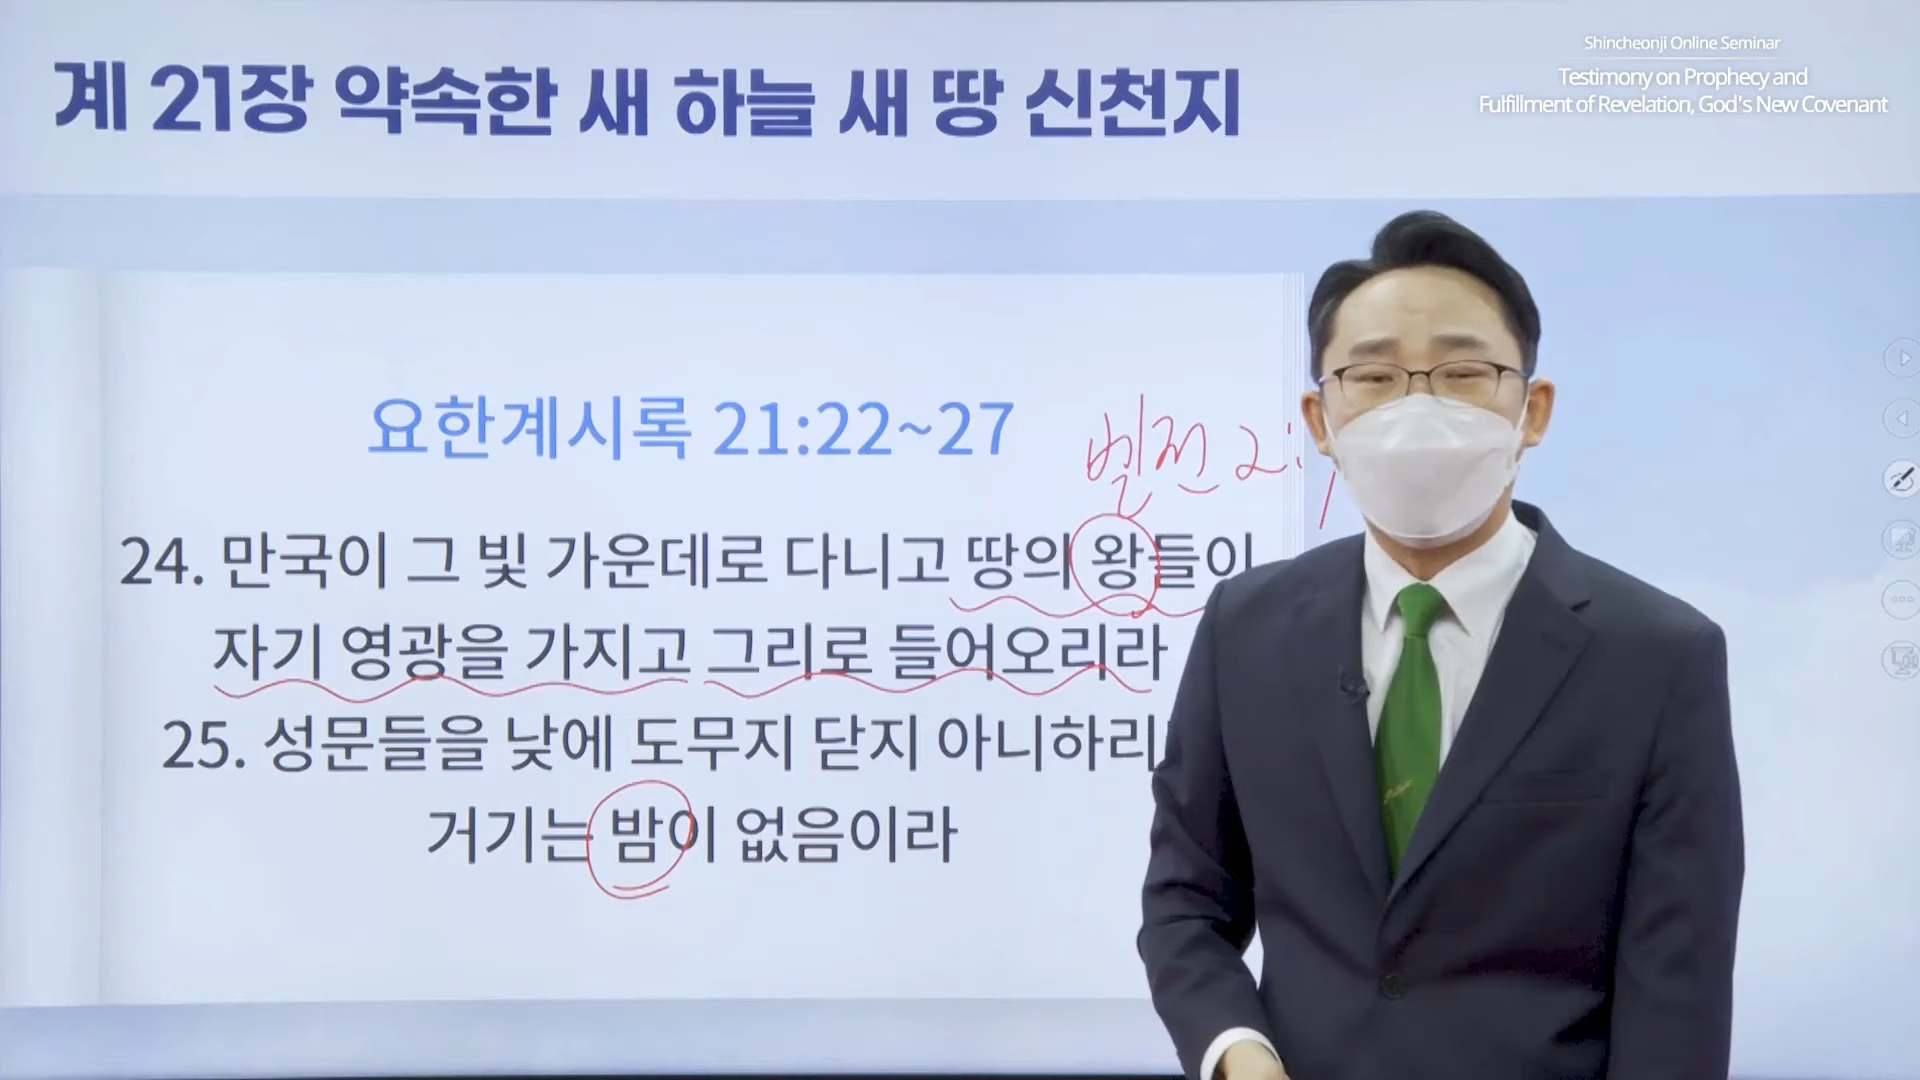 Shincheonji Online Seminar
Testimony on Prophecy and
Fulfillment of Revelation, God's New Covenant
계 21장 약속한 새 하늘 새 땅 신천지
요한계시록 21:22~27
벧전 2:
24. 만국이 그 빛 가운데로 다니고 땅의 왕들이
자기 영광을 가지고 그리로 들어오리라
25. 성문들을 낮에 도무지 닫지 아니하리
거기는 밤이 없음이라